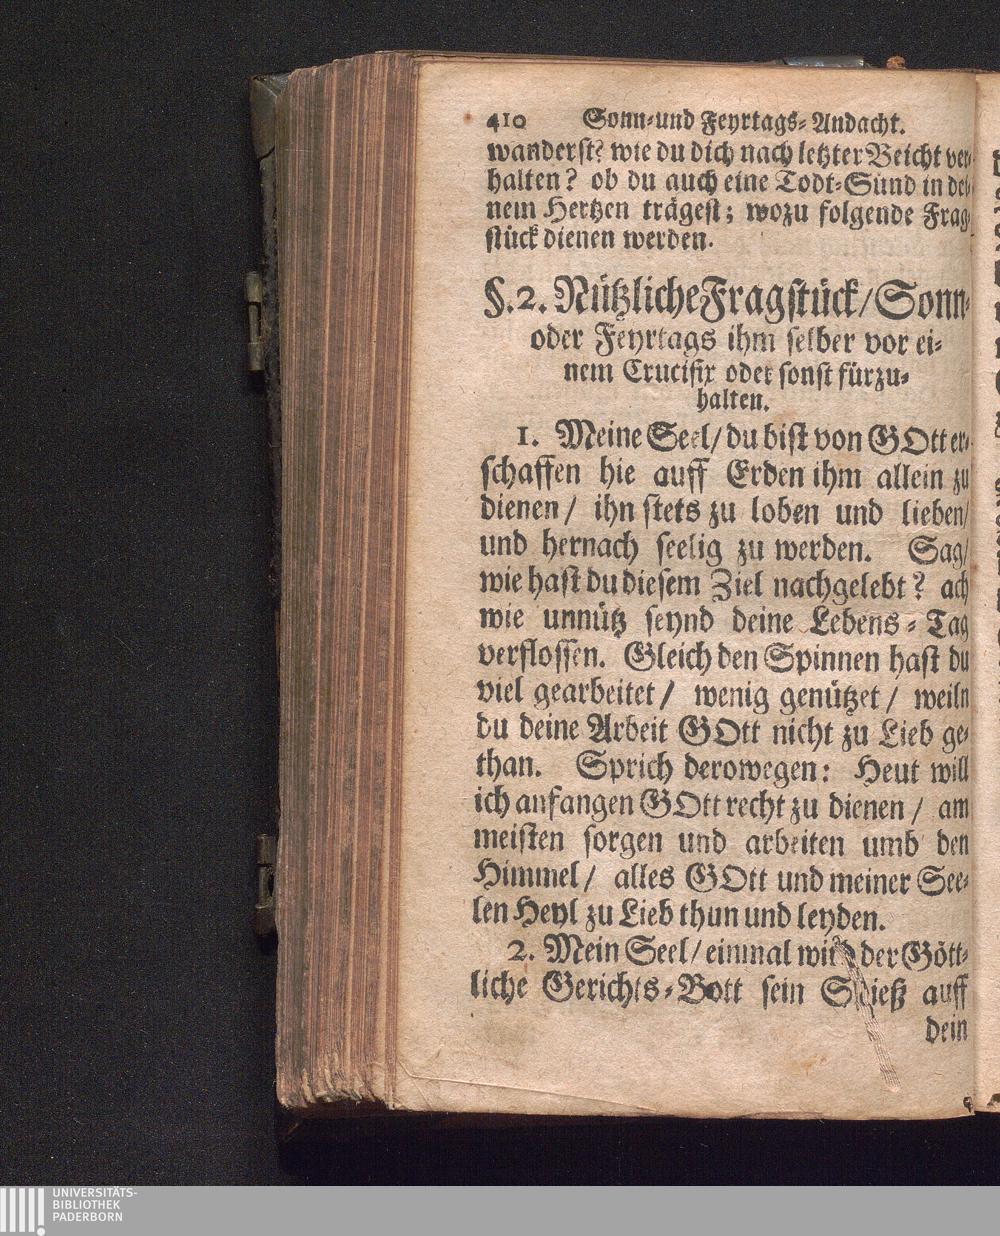 410 Sonn-und Feyrtags-Andacht.
wanderst? wie du dich nach letzter Beicht ver-
halten? ob du auch eine Todt-Sünd in dei-
nem Hertzen trägest; wozu folgende Frag-
stück dienen werden.
§.2. Nützliche Fragstück/Sonn-
oder Feyrtags ihm selber vor ei-
nem Crucifix oder sonst fürzu-
halten.
1. Meine Seel/ du bist von GOtt er-
schaffen hie auff Erden ihm allein zu
dienen/ ihn stets zu loben und lieben/
und hernach seelig zu werden. Sag/
wie hast du diesem Ziel nachgelebt? ach
wie unnütz seynd deine Lebens-Tag
verflossen. Gleich den Spinnen hast du
viel gearbeitet/ wenig genützet/ weiln
du deine Arbeit GOtt nicht zu Lieb ge-
than. Sprich derowegen: Heut will
ich anfangen GOtt recht zu dienen/ am
meisten sorgen und arbeiten umb den
Himmel/ alles GOtt und meiner See-
len Heyl zu Lieb thun und leyden.
2. Mein Seel/ einmal wird der Gött-
liche Gerichts-Bott sein Spieß auff
dein
UNIVERSITÄTS-
BIBLIOTHEK
PADERBORN